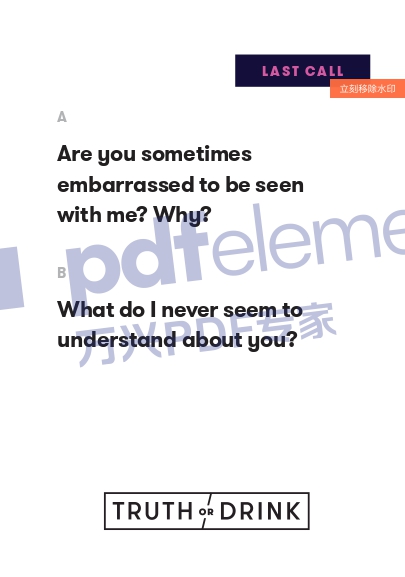 LAST CALL
立刻移除水印
A
Are you sometimes
embarrassed to be seen
with me? Why?
pdfeleme
B
What do I never seem to
understand about you?
万兴PDF专家
TRUTH OR DRINK